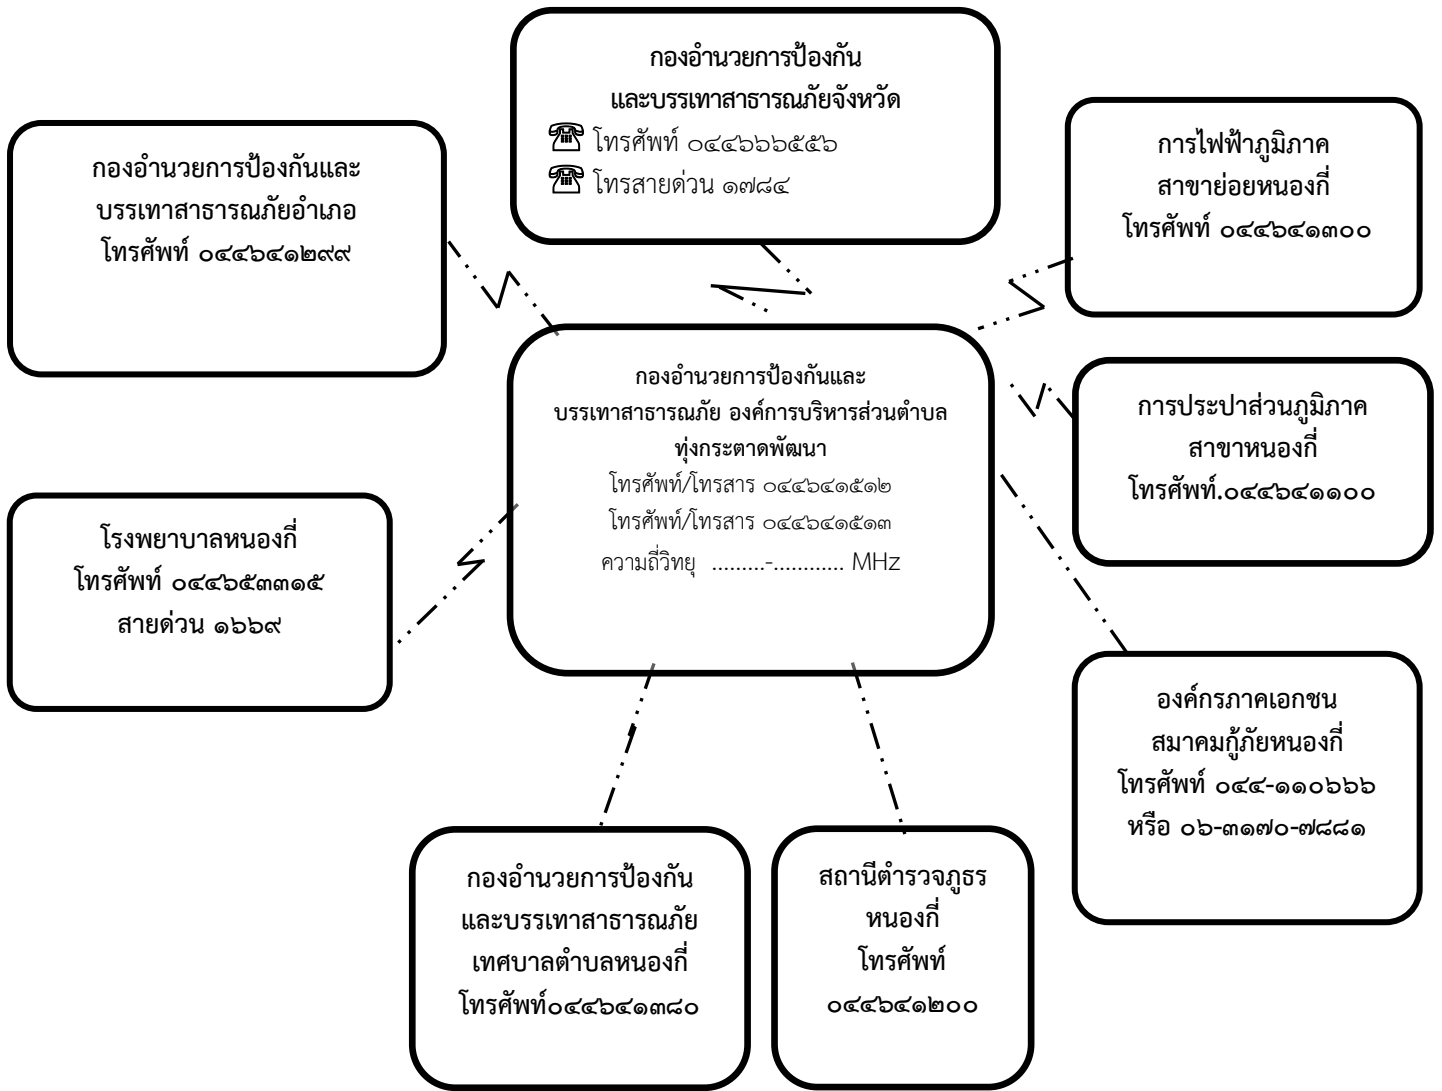 กองอำนวยการป้องกัน
และบรรเทาสาธารณภัยจังหวัด
โทรศัพท์ ๐๔๔๖๖๖๕๕๖
โทรสายด่วน ๑๗๘๔
กองอำนวยการป้องกันและ
บรรเทาสาธารณภัยอำเภอ
โทรศัพท์ ๐๔๔๖๔๑๒๙๙
การไฟฟ้าภูมิภาค
สาขาย่อยหนองกี่
โทรศัพท์ ๐๔๔๖๔๑๓๐๐
กองอำนวยการป้องกันและ
บรรเทาสาธารณภัย องค์การบริหารส่วนตำบล
ทุ่งกระตาดพัฒนา
โทรศัพท์/โทรสาร ๐๔๔๖๔๑๕๑๒
โทรศัพท์/โทรสาร ๐๔๔๖๔๑๕๑๓
ความถี่วิทยุ .........-............ MHz
การประปาส่วนภูมิภาค
สาขาหนองกี่
โทรศัพท์.๐๔๔๖๔๑๑๐๐
โรงพยาบาลหนองกี่
โทรศัพท์ ๐๔๔๖๕๓๓๑๕
สายด่วน ๑๖๖๙
องค์กรภาคเอกชน
สมาคมกู้ภัยหนองกี่
โทรศัพท์ ๐๔๔-๑๑๐๖๖๖
หรือ ๐๖-๓๑๗๐-๗๘๘๑
กองอำนวยการป้องกัน
และบรรเทาสาธารณภัย
เทศบาลตำบลหนองกี่
โทรศัพท์๐๔๔๖๔๑๓๘๐
สถานีตำรวจภูธร
หนองกี่
โทรศัพท์
๐๔๔๖๔๑๒๐๐